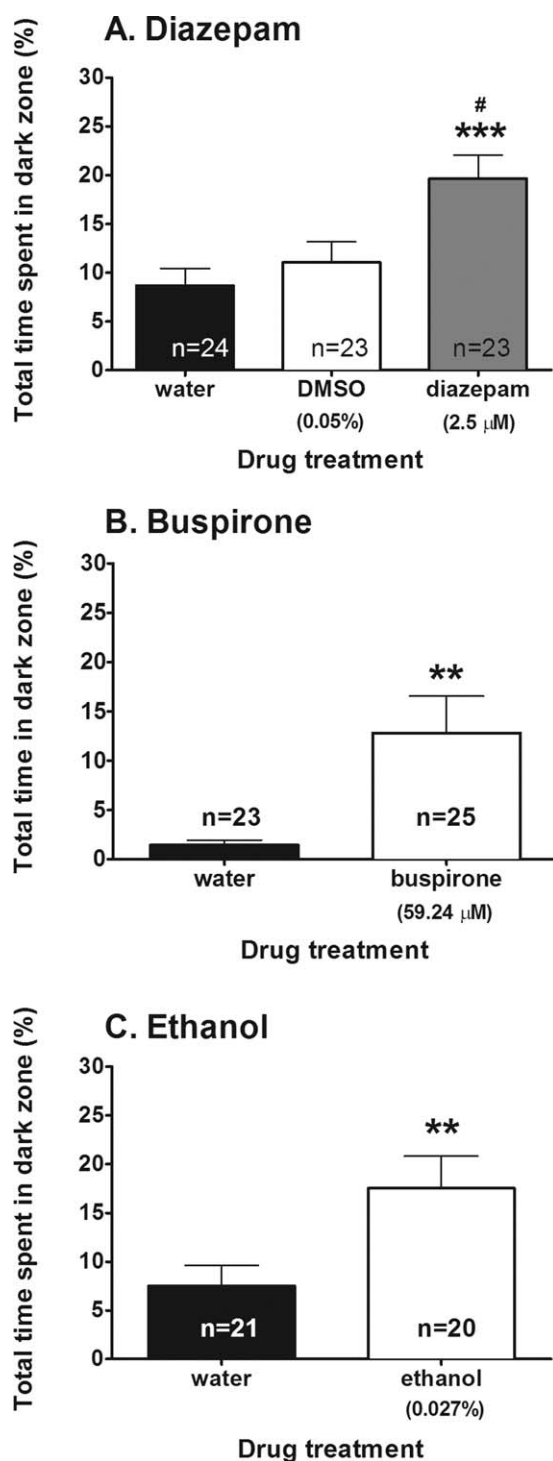 A. Diazepam
Total time spent in dark zone (%)
30
25
20
15
10
5
0
#
***
n=24
n=23
n=23
water
DMSO
diazepam
(0.05%)
(2.5 μM)
Drug treatment
B. Buspirone
Total time in dark zone (%)
30
25
20
15
10
5
0
**
n=23
n=25
water
buspirone
(59.24 μM)
Drug treatment
C. Ethanol
Total time spent in dark zone (%)
30
25
20
15
10
5
0
**
n=21
n=20
water
ethanol
(0.027%)
Drug treatment